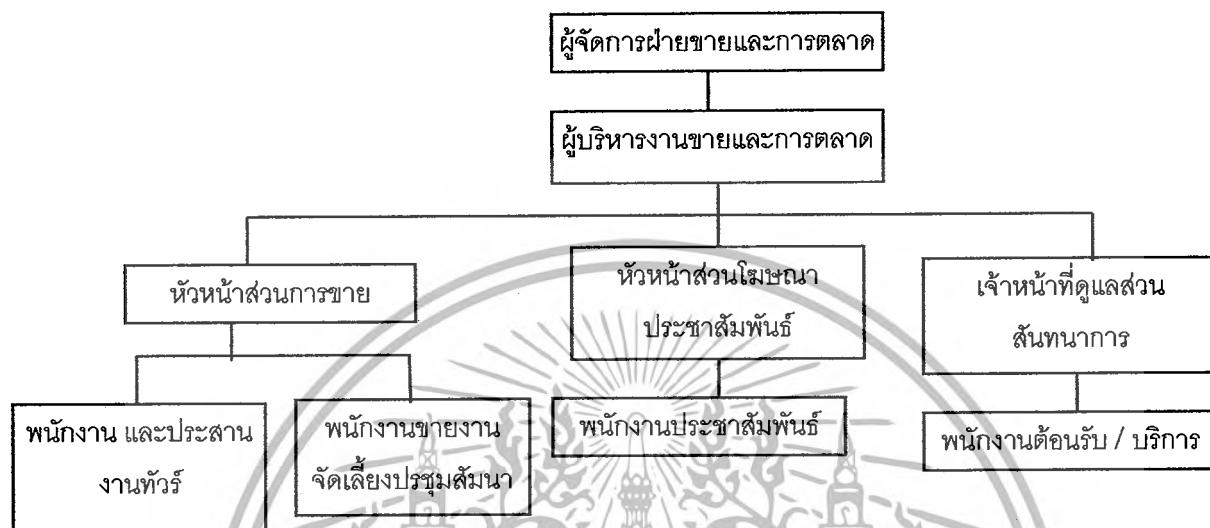 ผู้จัดการฝ่ายขายและการตลาด
ผู้บริหารงานขายและการตลาด
หัวหน้าส่วนการขาย
หัวหน้าส่วนโฆษณา
ประชาสัมพันธ์
เจ้าหน้าที่ดูแลส่วน
สันทนาการ
พนักงาน และประสาน
งานทัวร์
พนักงานขายงาน
จัดเลี้ยงปรชุมสัมนา
พนักงานประชาสัมพันธ์
พนักงานต้อนรับ / บริการ